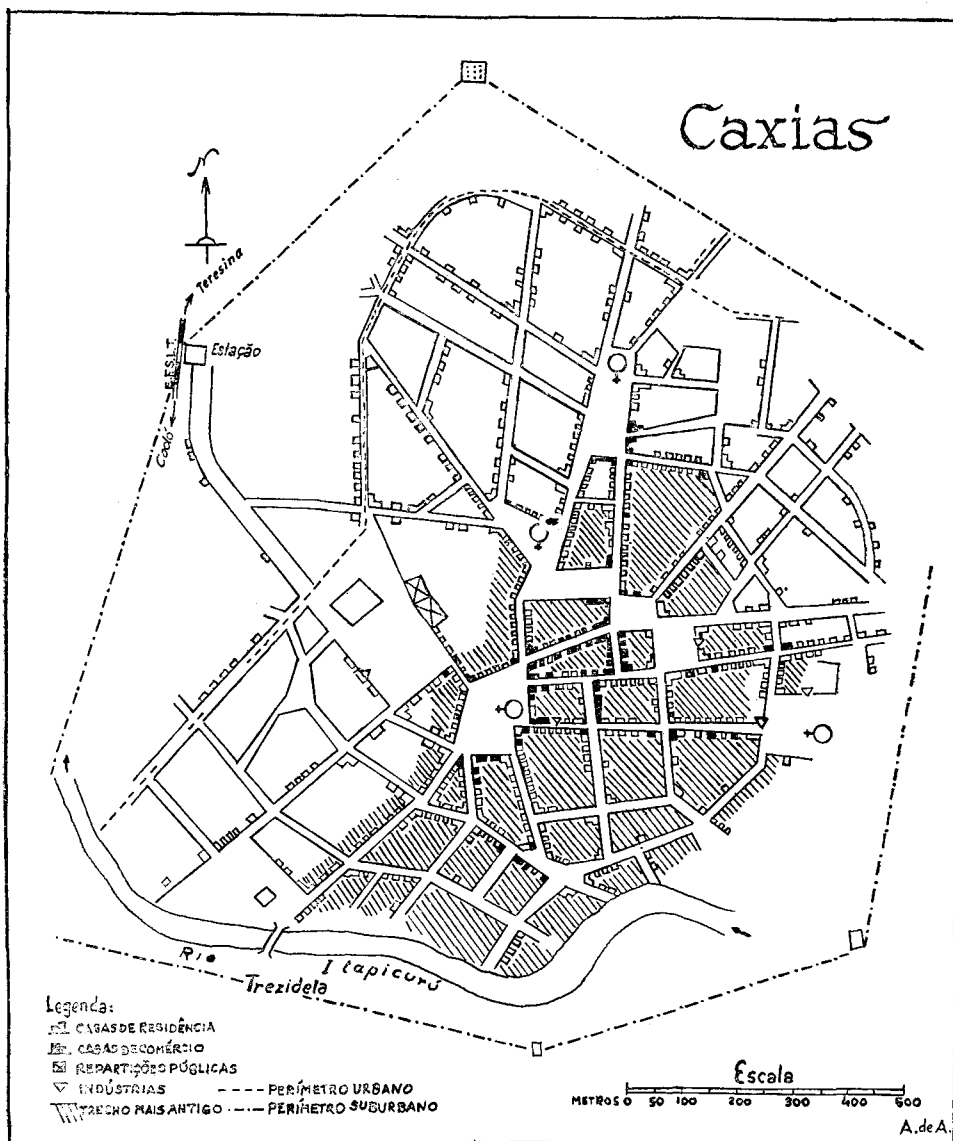 Caxias
N
Teresina
E.F.S.L.T.
Estação
Codó
Rio Itapicurú
Trezidela
Legenda:
CASAS DE RESIDÊNCIA
CASAS DE COMÉRCIO
REPARTIÇÕES PÚBLICAS
INDÚSTRIAS ---- PERÍMETRO URBANO
TRECHO MAIS ANTIGO -·-·- PERÍMETRO SUBURBANO
Escala
METROS 0 50 100 200 300 400 500
A. de A.